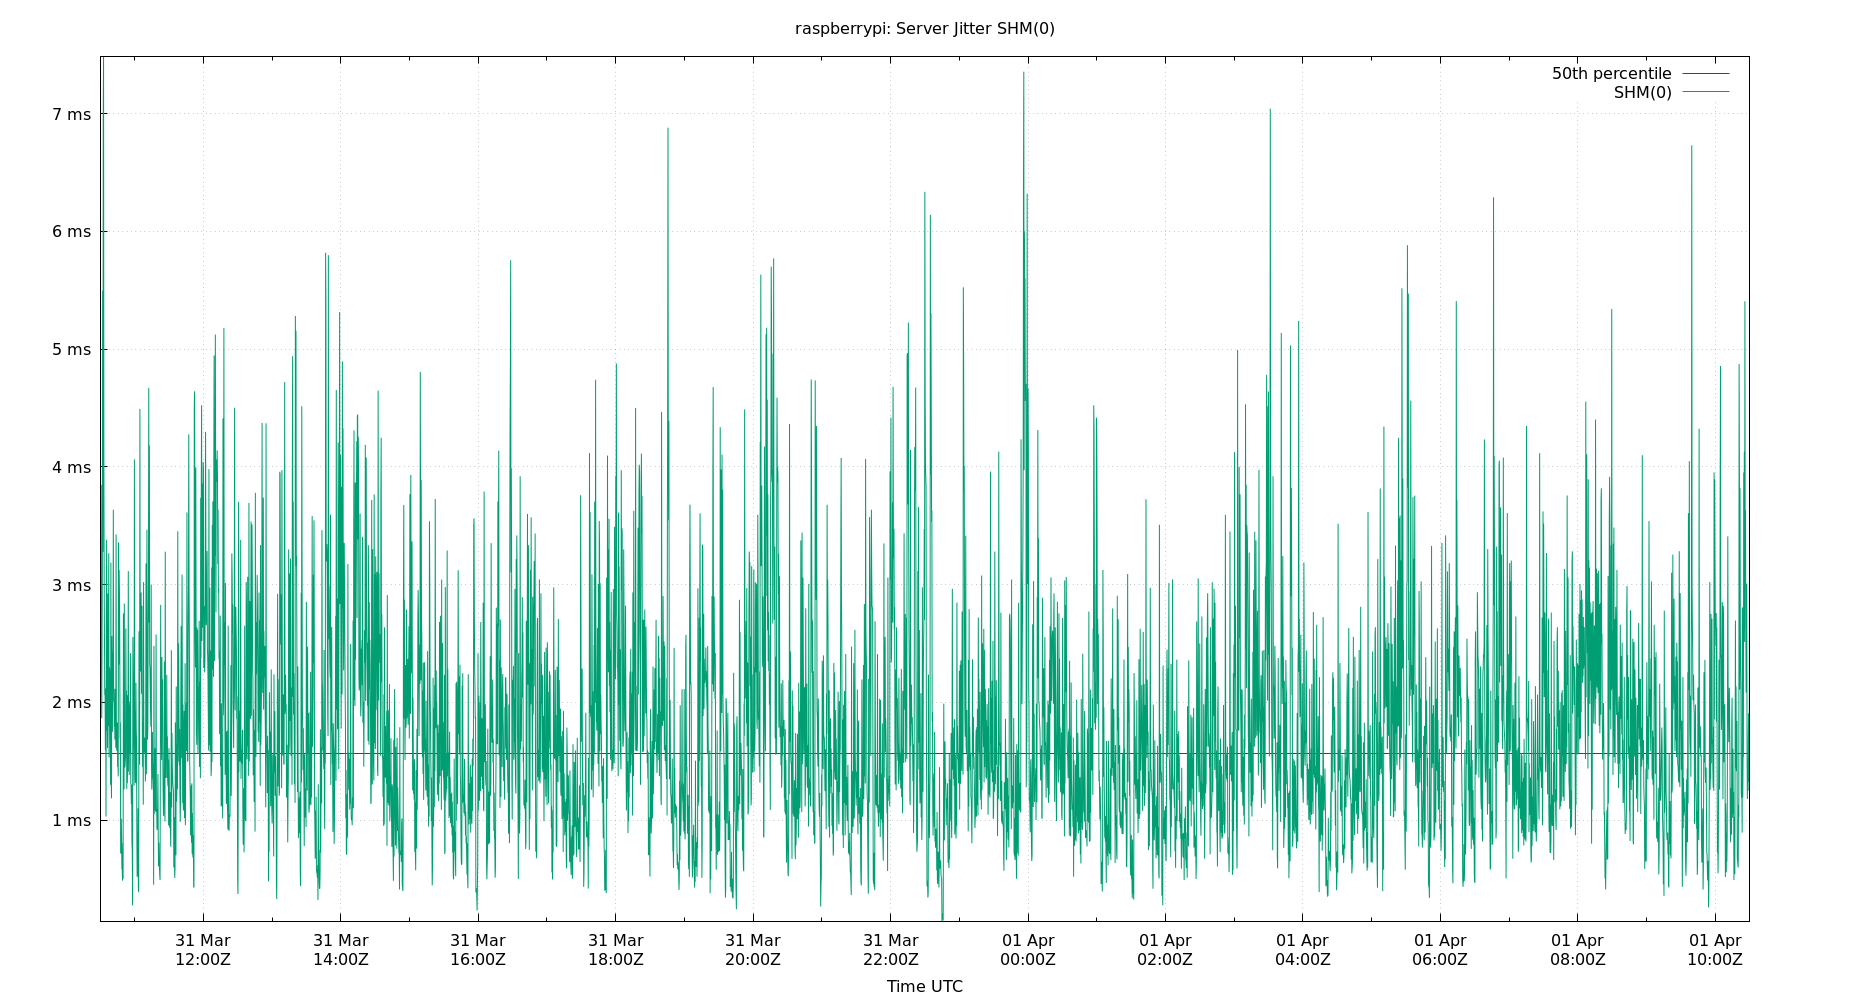 raspberrypi: Server Jitter SHM(0)
50th percentile
SHM(0)
7 ms
6 ms
5 ms
4 ms
3 ms
2 ms
1 ms
31 Mar 31 Mar 31 Mar 31 Mar 31 Mar 31 Mar 01 Apr 01 Apr 01 Apr 01 Apr 01 Apr 01 Apr
12:00Z 14:00Z 16:00Z 18:00Z 20:00Z 22:00Z 00:00Z 02:00Z 04:00Z 06:00Z 08:00Z 10:00Z
Time UTC